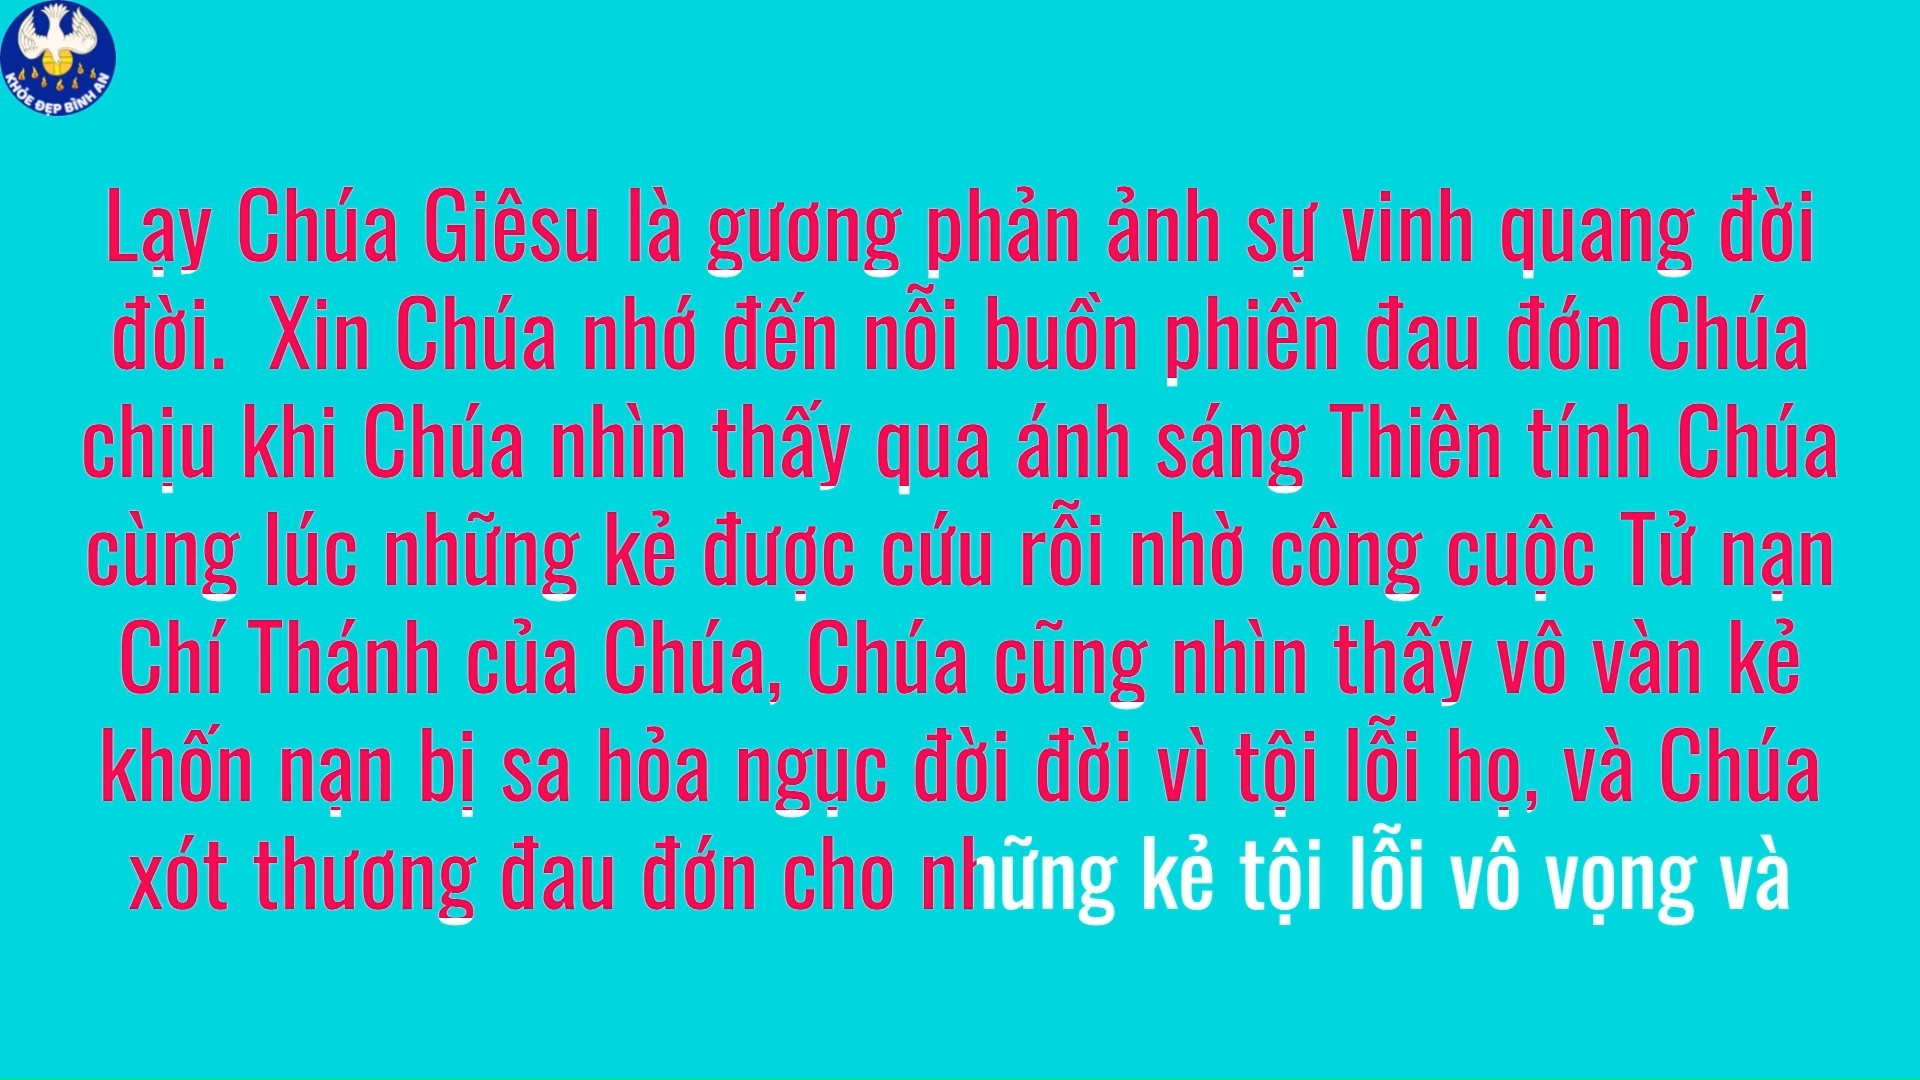 KHỎE ĐẸP BÌNH AN
Lạy Chúa Giêsu là gương phản ảnh sự vinh quang đời
đời.  Xin Chúa nhớ đến nỗi buồn phiền đau đớn Chúa
chịu khi Chúa nhìn thấy qua ánh sáng Thiên tính Chúa
cùng lúc những kẻ được cứu rỗi nhờ công cuộc Tử nạn
Chí Thánh của Chúa, Chúa cũng nhìn thấy vô vàn kẻ
khốn nạn bị sa hỏa ngục đời đời vì tội lỗi họ, và Chúa
xót thương đau đớn cho những kẻ tội lỗi vô vọng và